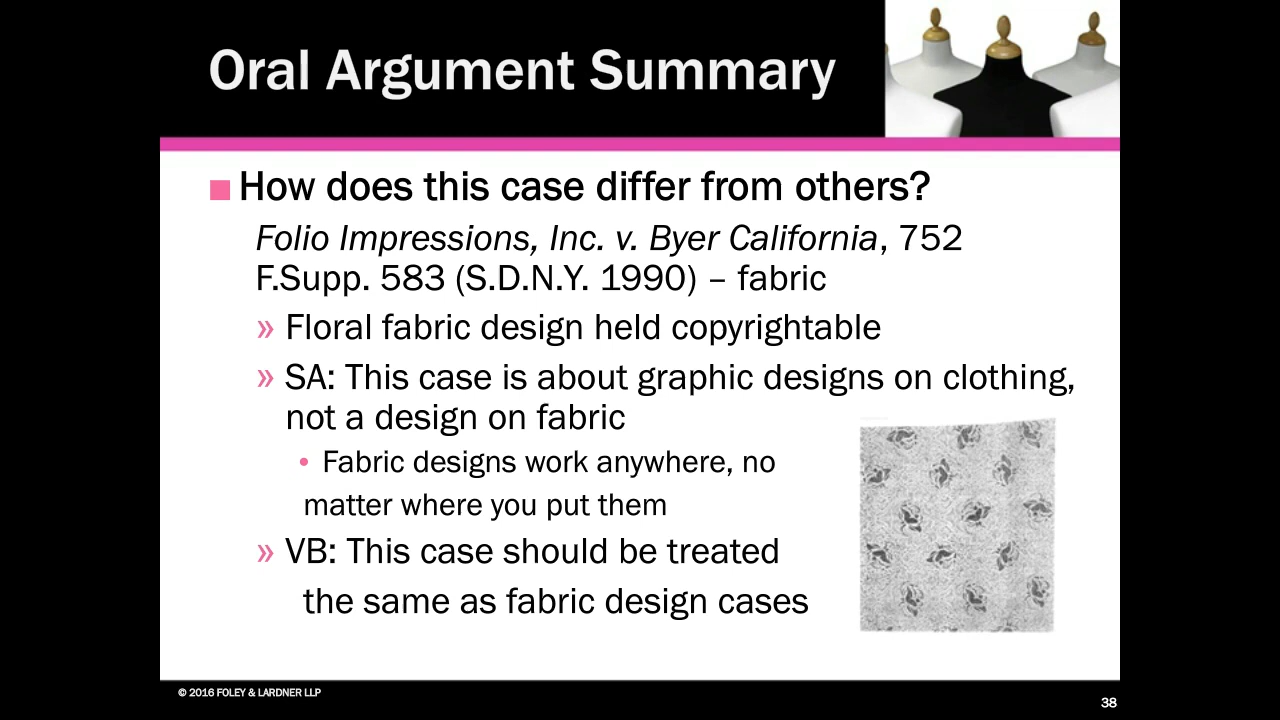 Oral Argument Summary
How does this case differ from others?
Folio Impressions, Inc. v. Byer California, 752
F.Supp. 583 (S.D.N.Y. 1990) – fabric
» Floral fabric design held copyrightable
» SA: This case is about graphic designs on clothing,
not a design on fabric
• Fabric designs work anywhere, no
matter where you put them
» VB: This case should be treated
the same as fabric design cases
© 2016 FOLEY & LARDNER LLP
38